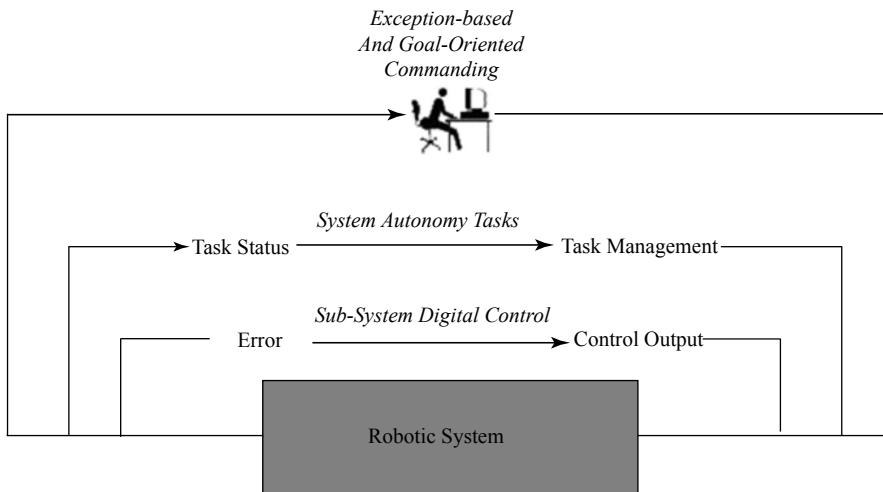 Exception-based
And Goal-Oriented
Commanding
System Autonomy Tasks
Task Status
Task Management
Sub-System Digital Control
Error
Control Output
Robotic System